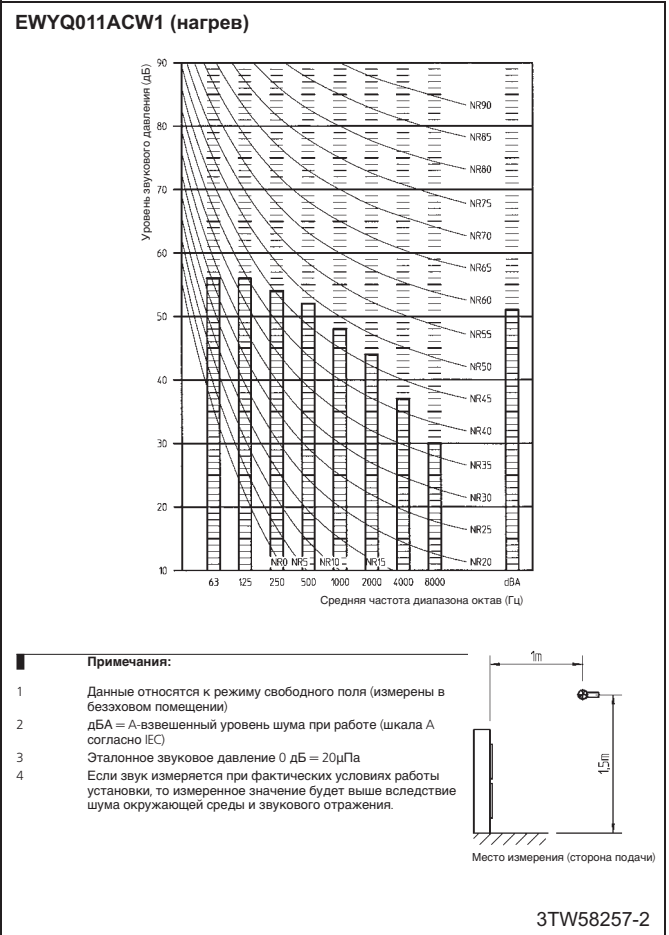 EWYQ011ACW1 (нагрев)
Уровень звукового давления (дБ)
90
80
70
60
50
40
30
20
10
NR90
NR85
NR80
NR75
NR70
NR65
NR60
NR55
NR50
NR45
NR40
NR35
NR30
NR25
NR20
NR0 NR5 NR10 NR15
63 125 250 500 1000 2000 4000 8000 dBA
Средняя частота диапазона октав (Гц)
Примечания:
1 Данные относятся к режиму свободного поля (измерены в
безэховом помещении)
2 дБА = А-взвешенный уровень шума при работе (шкала А
согласно IEC)
3 Эталонное звуковое давление 0 дБ = 20µПа
4 Если звук измеряется при фактических условиях работы
установки, то измеренное значение будет выше вследствие
шума окружающей среды и звукового отражения.
1m
1,5m
Место измерения (сторона подачи)
3TW58257-2